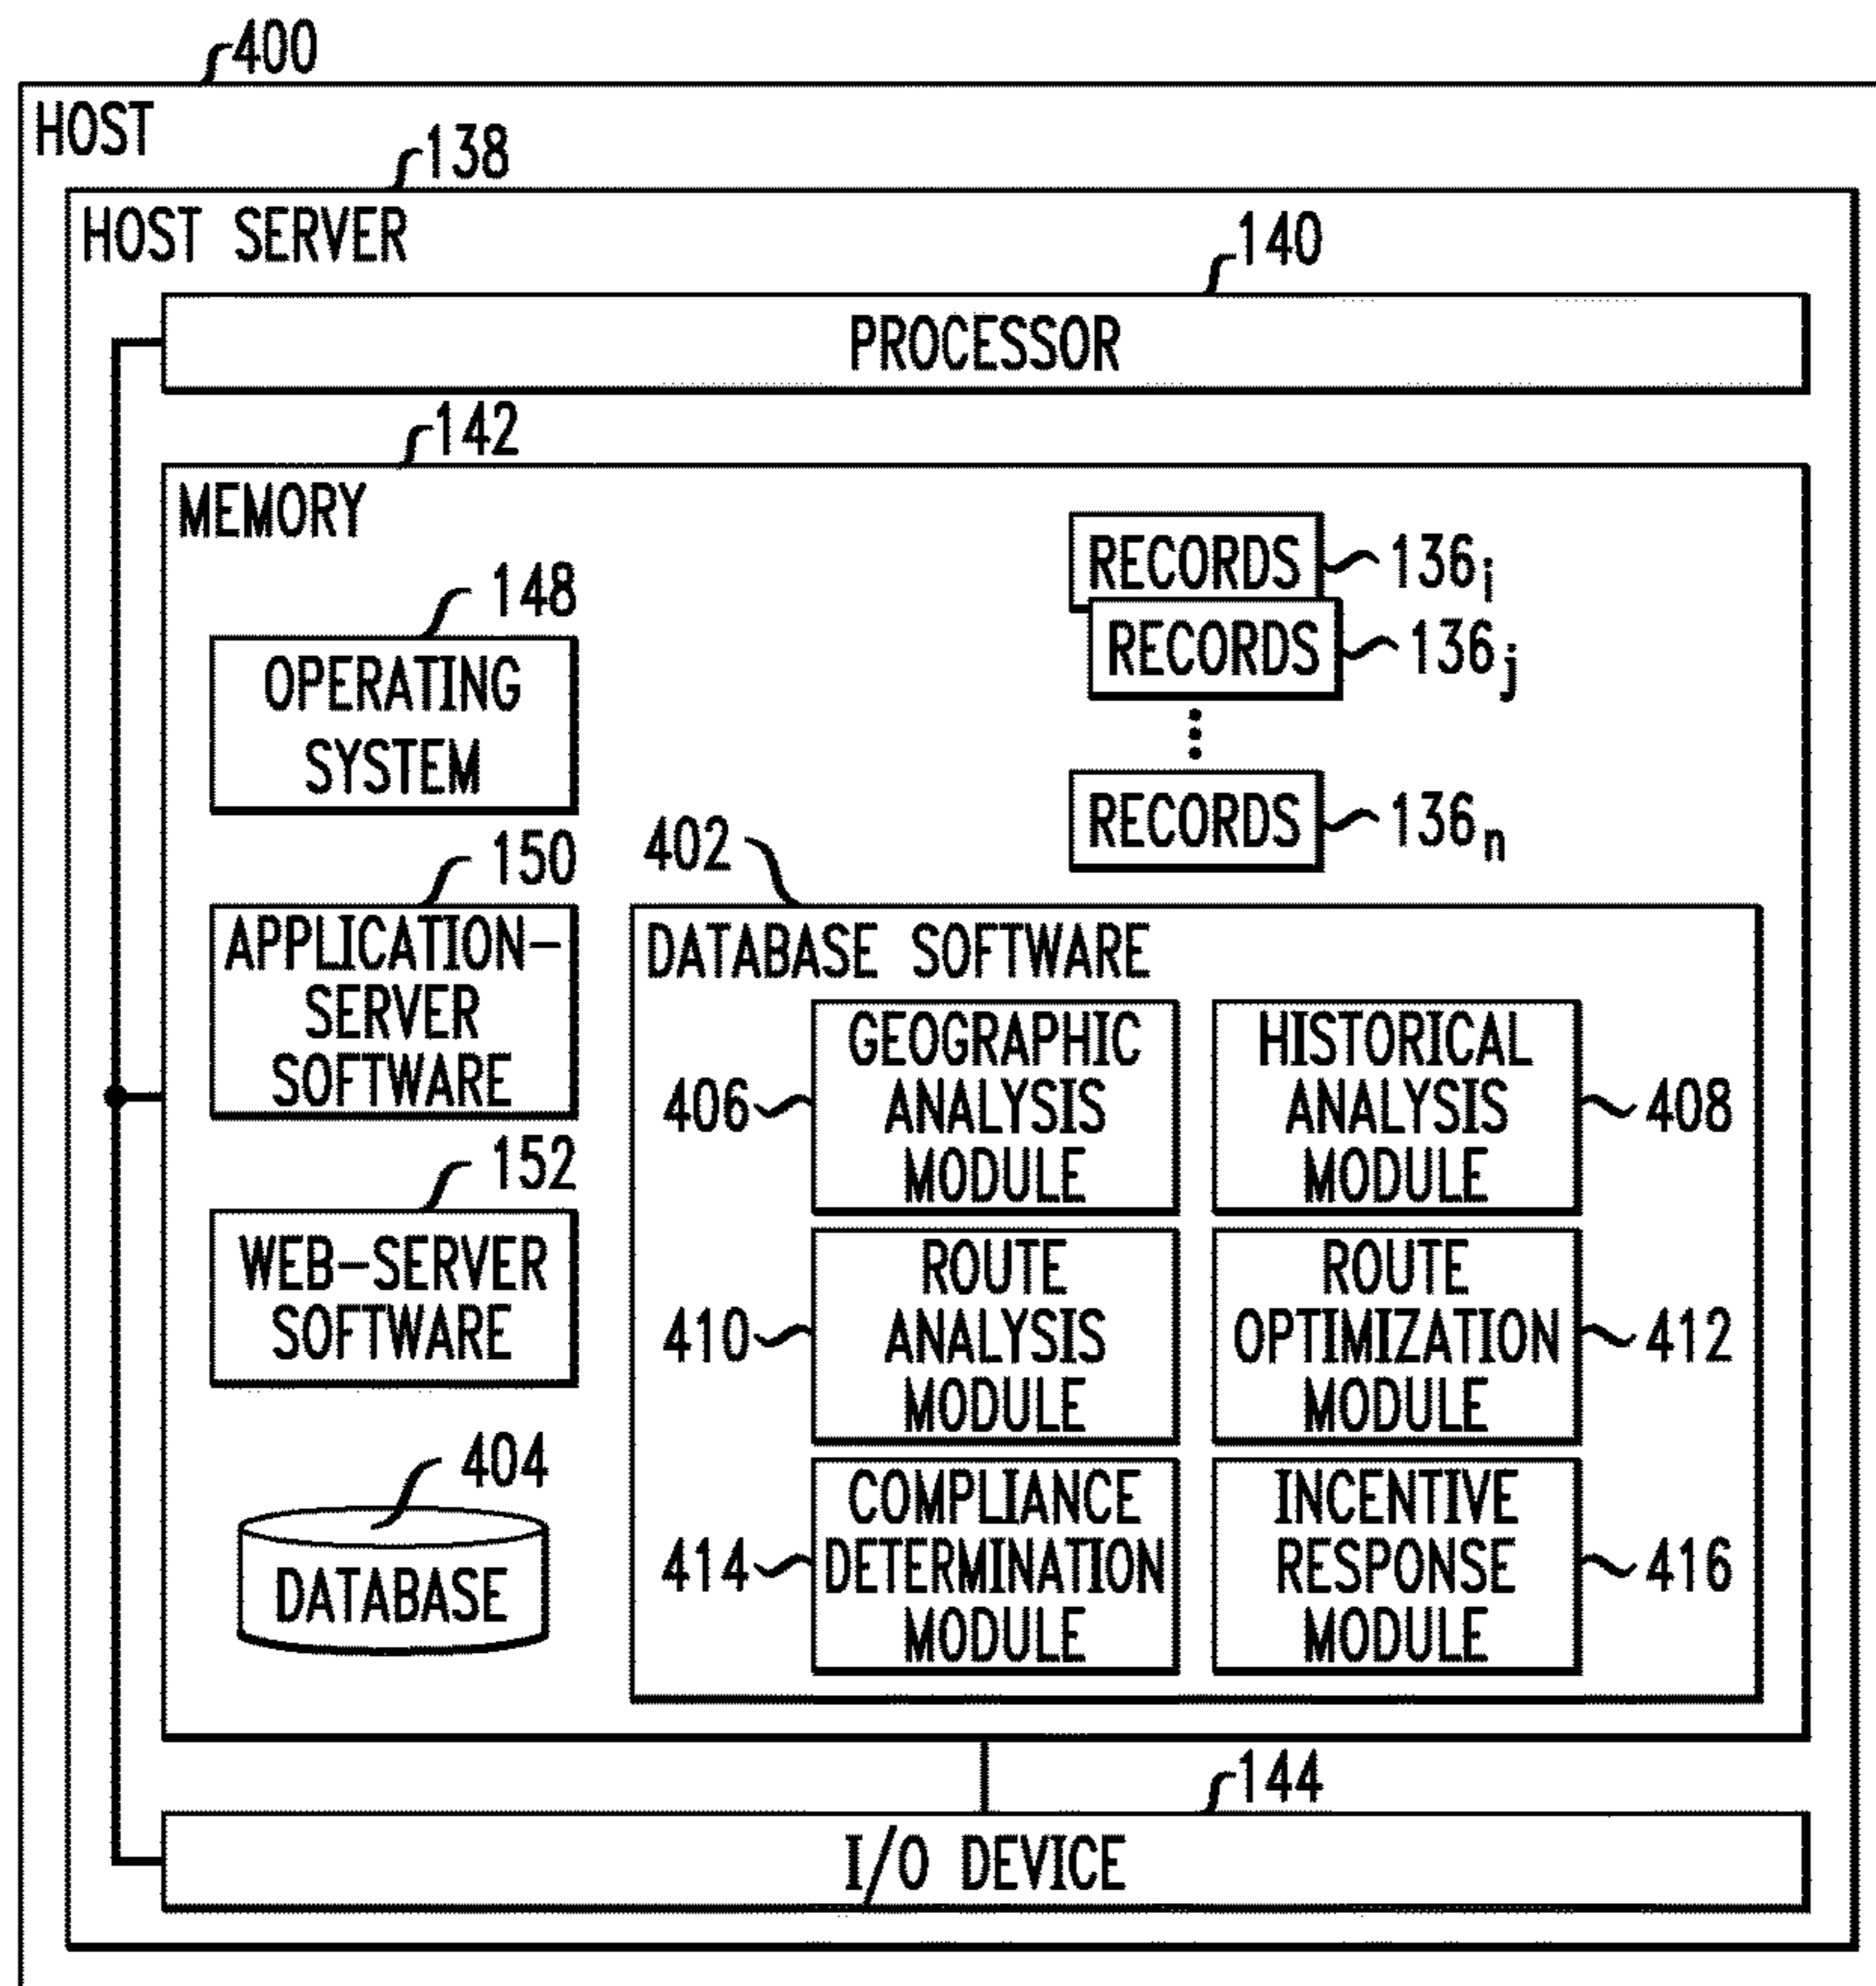 400
HOST
138
HOST SERVER
140
PROCESSOR
142
MEMORY
RECORDS 136i
RECORDS 136j
RECORDS 136n
148
OPERATING
SYSTEM
150
APPLICATION-
SERVER
SOFTWARE
152
WEB-SERVER
SOFTWARE
404
DATABASE
402
DATABASE SOFTWARE
406
GEOGRAPHIC
ANALYSIS
MODULE
HISTORICAL
ANALYSIS
MODULE
408
410
ROUTE
ANALYSIS
MODULE
ROUTE
OPTIMIZATION
MODULE
412
414
COMPLIANCE
DETERMINATION
MODULE
INCENTIVE
RESPONSE
MODULE
416
144
I/O DEVICE